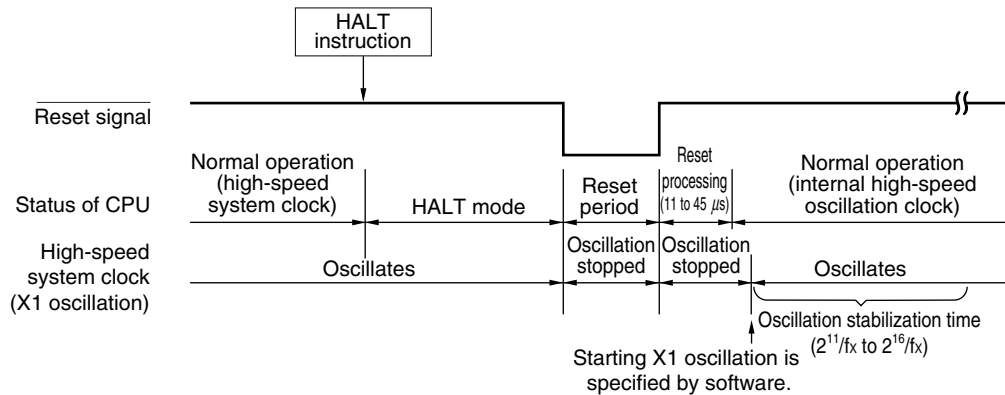 HALT
instruction
Reset signal
Normal operation
(high-speed
system clock)
Status of CPU
HALT mode
Reset
period
Reset
processing
(11 to 45 μs)
Normal operation
(internal high-speed
oscillation clock)
High-speed
system clock
(X1 oscillation)
Oscillates
Oscillation
stopped
Oscillation
stopped
Oscillates
Oscillation stabilization time
(2¹¹/fx to 2¹⁶/fx)
Starting X1 oscillation is
specified by software.